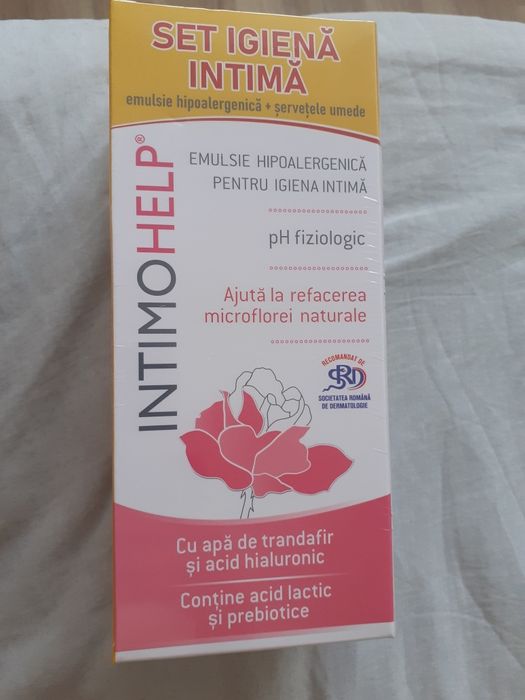 SET IGIENĂ
INTIMĂ
emulsie hipoalergenică + șervețele umede
INTIMOHELP®
EMULSIE HIPOALERGENICĂ
PENTRU IGIENA INTIMĂ
pH fiziologic
Ajută la refacerea
microflorei naturale
RECOMANDAT DE
SRD
SOCIETATEA ROMÂNĂ
DE DERMATOLOGIE
Cu apă de trandafir
și acid hialuronic
Conține acid lactic
și prebiotice